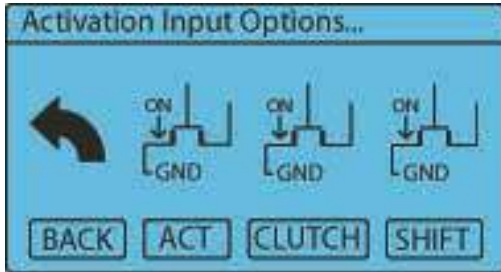 Activation Input Options...
ON ON ON
GND GND GND
BACK ACT CLUTCH SHIFT